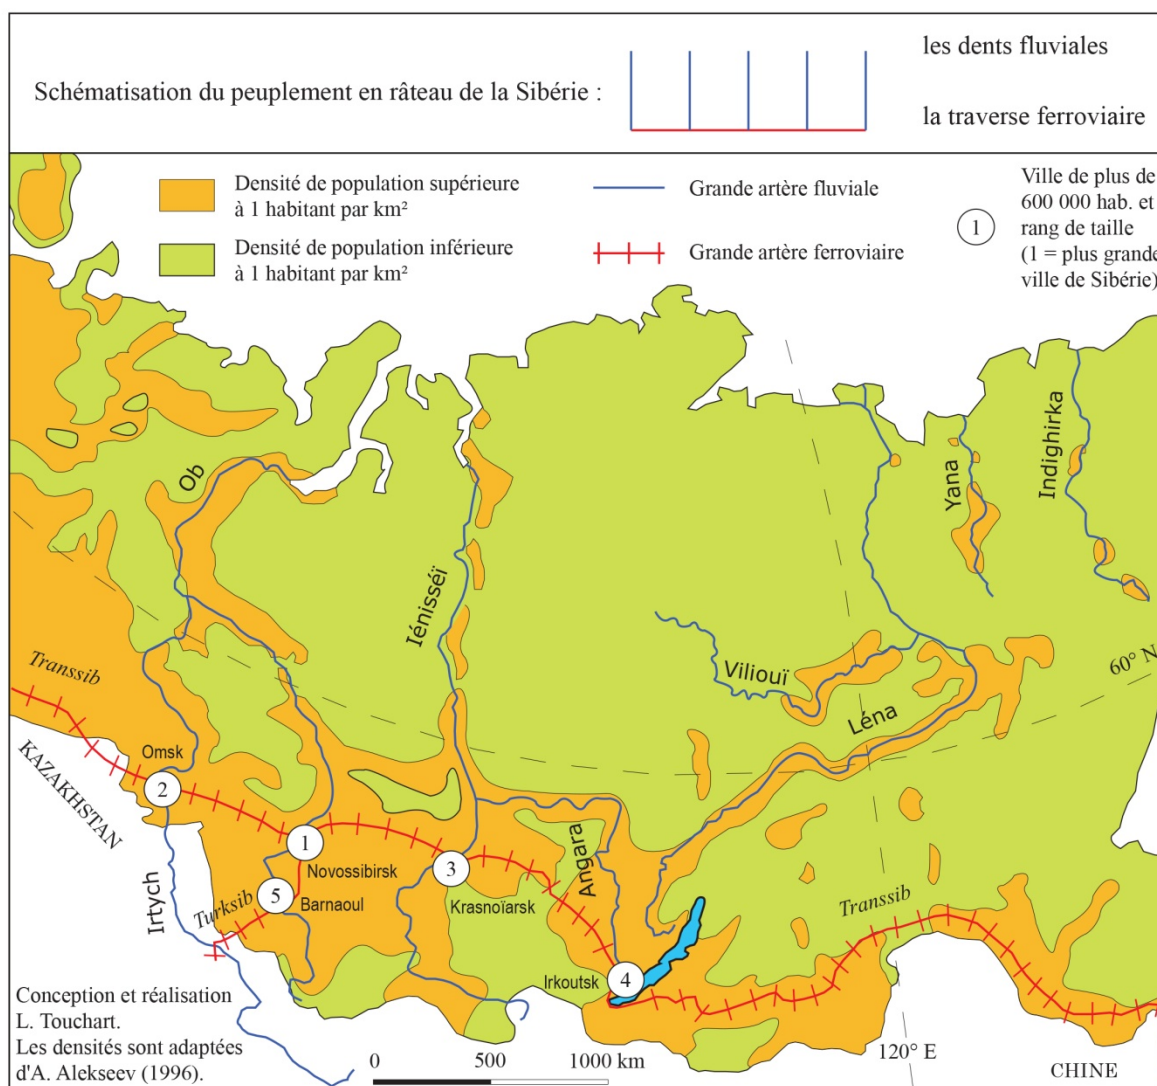 Schématisation du peuplement en râteau de la Sibérie :
les dents fluviales
la traverse ferroviaire
Densité de population supérieure
à 1 habitant par km²
Densité de population inférieure
à 1 habitant par km²
Grande artère fluviale
Grande artère ferroviaire
1
Ville de plus de
600 000 hab. et
rang de taille
(1 = plus grande
ville de Sibérie)
Ob
Iénisséï
Yana
Indighirka
Viliouï
Léna
60° N
Transsib
KAZAKHSTAN
Omsk
2
1
Novossibirsk
3
Krasnoïarsk
Angara
5
Barnaoul
Irtych
Turksib
Irkoutsk
4
Transsib
Conception et réalisation
L. Touchart.
Les densités sont adaptées
d'A. Alekseev (1996).
0 500 1000 km
120° E
CHINE